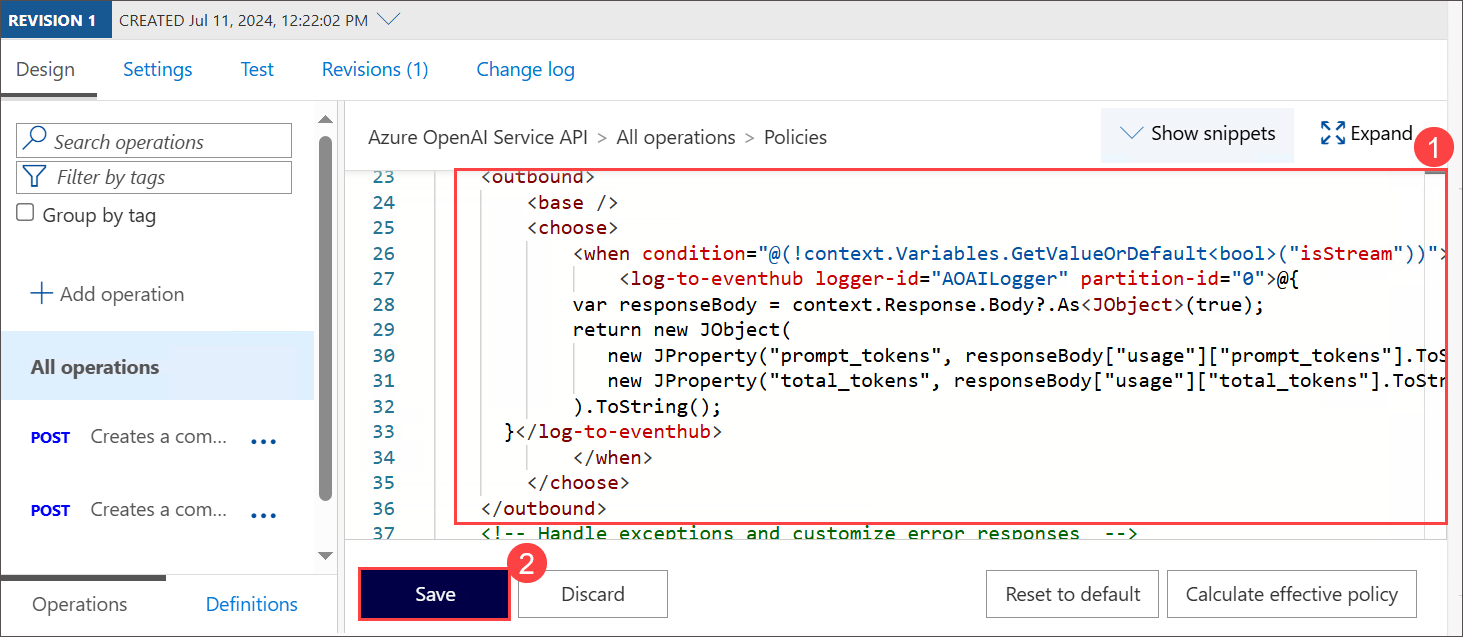 REVISION 1 CREATED Jul 11, 2024, 12:22:02 PM
Design Settings Test Revisions (1) Change log
Search operations
Filter by tags
Group by tag
Add operation
All operations
POST Creates a com... ...
POST Creates a com... ...
Operations Definitions
Azure OpenAI Service API > All operations > Policies
Show snippets
Expand
1
23 <outbound>
24 <base />
25 <choose>
26 <when condition="@(!context.Variables.GetValueOrDefault<bool>("isStream"))">
27 <log-to-eventhub logger-id="AOAILogger" partition-id="0">@{
28 var responseBody = context.Response.Body?.As<JObject>(true);
29 return new JObject(
30 new JProperty("prompt_tokens", responseBody["usage"]["prompt_tokens"].ToS
31 new JProperty("total_tokens", responseBody["usage"]["total_tokens"].ToStr
32 ).ToString();
33 }</log-to-eventhub>
34 </when>
35 </choose>
36 </outbound>
37 <!-- Handle exceptions and customize error responses -->
2
Save Discard Reset to default Calculate effective policy